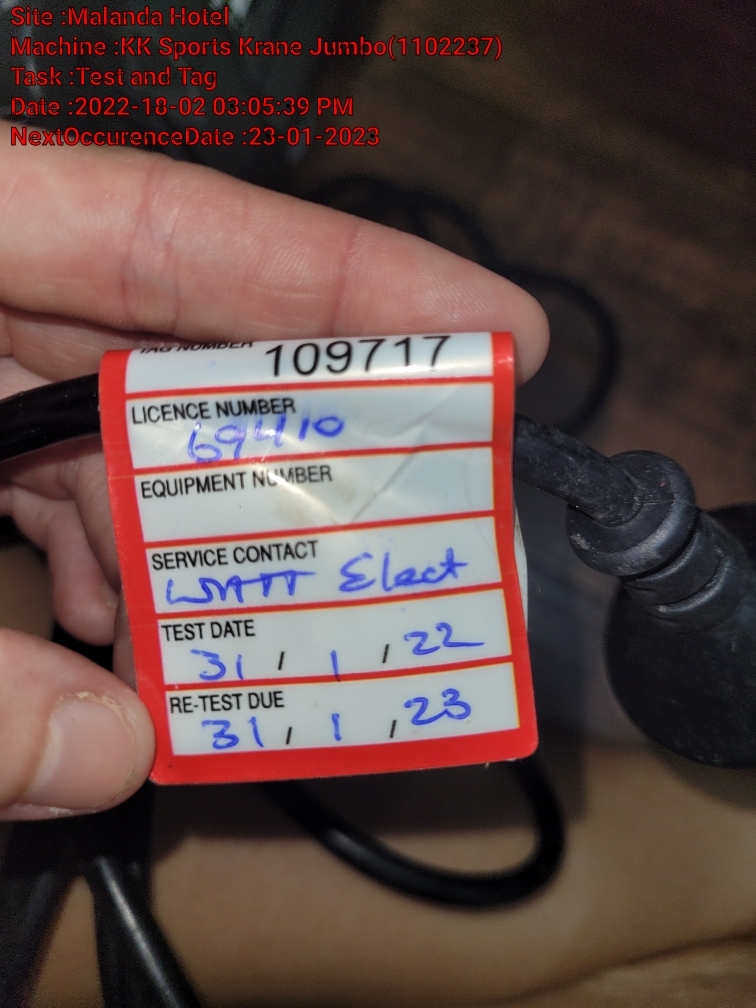 Site :Malanda Hotel
Machine :KK Sports Krane Jumbo(1102237)
Task :Test and Tag
Date :2022-18-02 03:05:39 PM
NextOccurenceDate :23-01-2023
TAG NUMBER 109717
LICENCE NUMBER
69410
EQUIPMENT NUMBER
SERVICE CONTACT
WATT Elect
TEST DATE
31 / 1 / 22
RE-TEST DUE
31 / 1 / 23